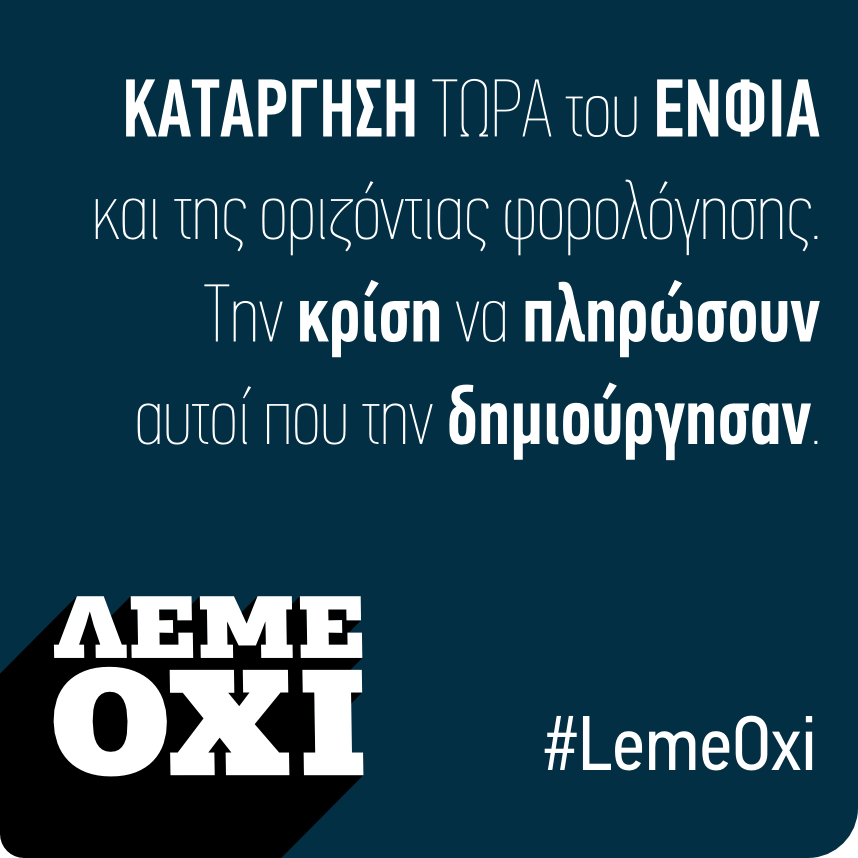 ΚΑΤΑΡΓΗΣΗ ΤΩΡΑ του ΕΝΦΙΑ
και της οριζόντιας φορολόγησης.
Την κρίση να πληρώσουν
αυτοί που την δημιούργησαν.
ΛΕΜΕ
ΟΧΙ
#LemeOxi